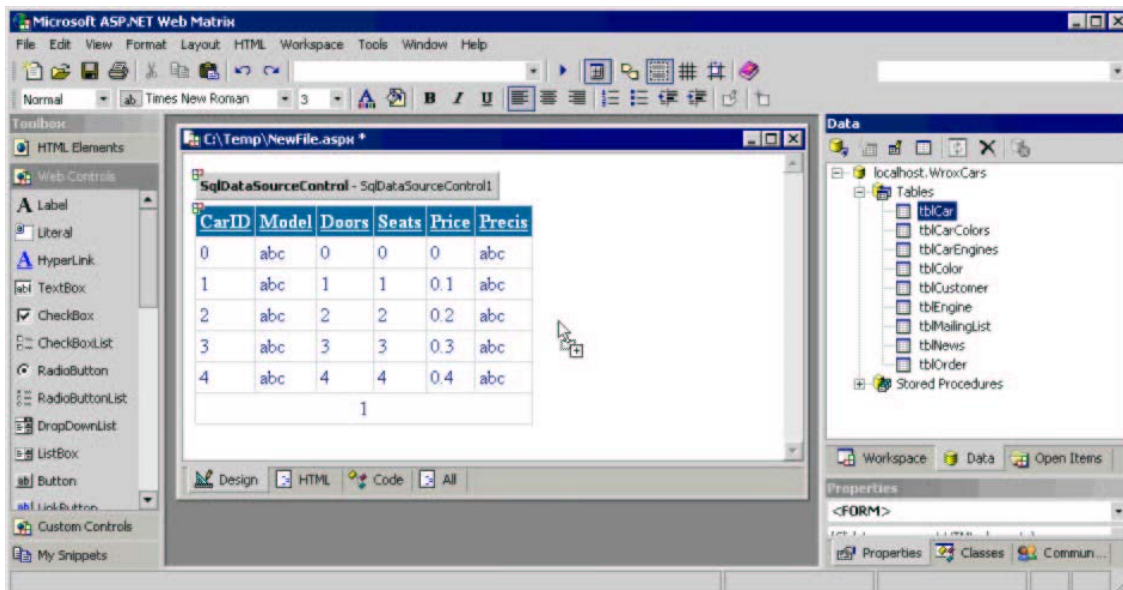 Microsoft ASP.NET Web Matrix
File Edit View Format Layout HTML Workspace Tools Window Help
Normal Times New Roman 3 B I U
Toolbox
HTML Elements
Web Controls
Label
Literal
HyperLink
TextBox
CheckBox
CheckBoxList
RadioButton
RadioButtonList
DropDownList
ListBox
Button
LinkButton
Custom Controls
My Snippets
C:\Temp\NewFile.aspx *
SqlDataSourceControl - SqlDataSourceControl1
CarID Model Doors Seats Price Precis
0 abc 0 0 0 abc
1 abc 1 1 0.1 abc
2 abc 2 2 0.2 abc
3 abc 3 3 0.3 abc
4 abc 4 4 0.4 abc
1
Design HTML Code All
Data
localhost.WroxCars
Tables
tblCar
tblCarColors
tblCarEngines
tblColor
tblCustomer
tblEngine
tblMailingList
tblNews
tblOrder
Stored Procedures
Workspace Data Open Items
Properties
<FORM>
Properties Classes Commun...